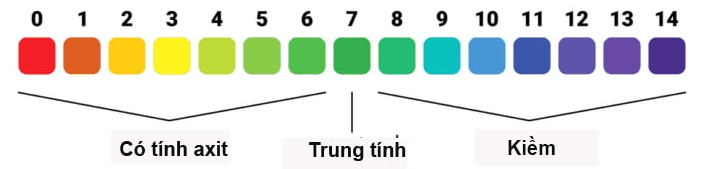 0 1 2 3 4 5 6 7 8 9 10 11 12 13 14
Có tính axit
Trung tính
Kiềm